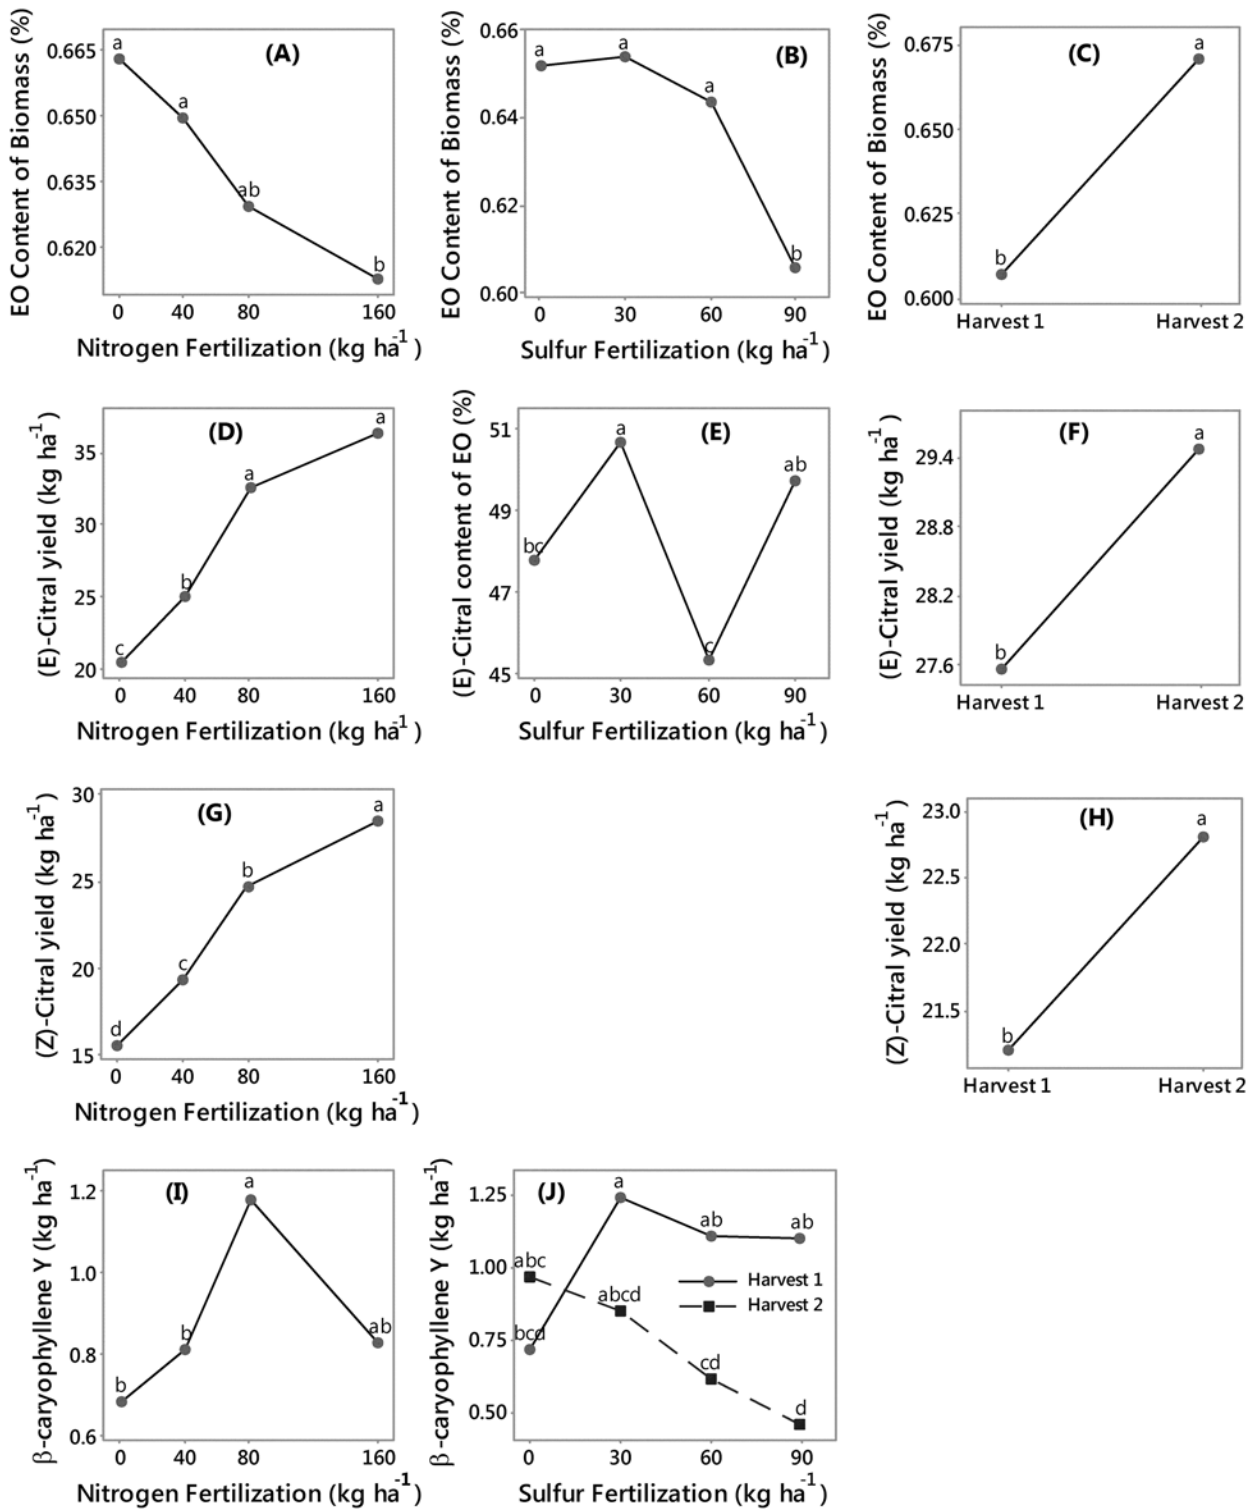 EO Content of Biomass (%)
(A)
0.665
0.650
0.635
0.620
a
a
ab
b
0
40
80
160
Nitrogen Fertilization (kg ha⁻¹)
EO Content of Biomass (%)
(B)
0.66
0.64
0.62
0.60
a
a
a
b
0
30
60
90
Sulfur Fertilization (kg ha⁻¹)
EO Content of Biomass (%)
(C)
0.675
0.650
0.625
0.600
b
a
Harvest 1
Harvest 2
(E)-Citral yield (kg ha⁻¹)
(D)
35
30
25
20
c
b
a
a
0
40
80
160
Nitrogen Fertilization (kg ha⁻¹)
(E)-Citral content of EO (%)
(E)
51
49
47
45
bc
a
c
ab
0
30
60
90
Sulfur Fertilization (kg ha⁻¹)
(E)-Citral yield (kg ha⁻¹)
(F)
29.4
28.8
28.2
27.6
b
a
Harvest 1
Harvest 2
(Z)-Citral yield (kg ha⁻¹)
(G)
30
25
20
15
d
c
b
a
0
40
80
160
Nitrogen Fertilization (kg ha⁻¹)
(Z)-Citral yield (kg ha⁻¹)
(H)
23.0
22.5
22.0
21.5
b
a
Harvest 1
Harvest 2
β-caryophyllene Y (kg ha⁻¹)
(I)
1.2
1.0
0.8
0.6
b
b
a
ab
0
40
80
160
Nitrogen Fertilization (kg ha⁻¹)
β-caryophyllene Y (kg ha⁻¹)
(J)
1.25
1.00
0.75
0.50
a
ab
ab
abc
abcd
bcd
cd
d
Harvest 1
Harvest 2
0
30
60
90
Sulfur Fertilization (kg ha⁻¹)